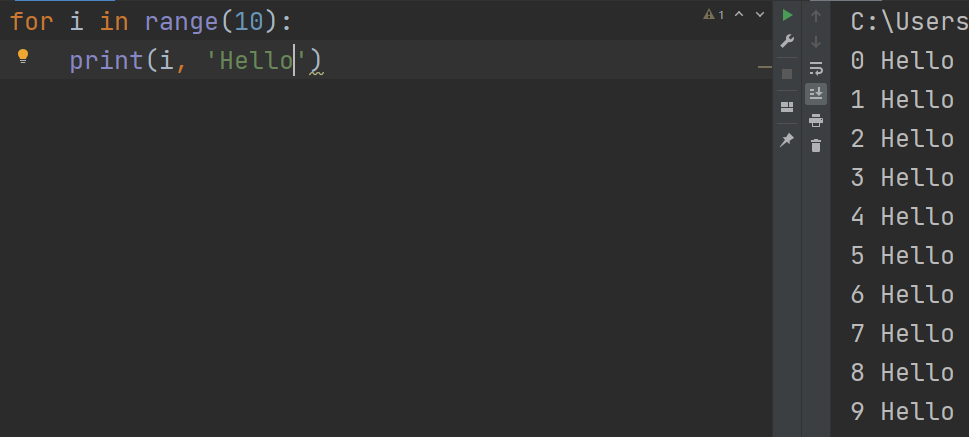 for i in range(10):
    print(i, 'Hello')
1
C:\Users
0 Hello
1 Hello
2 Hello
3 Hello
4 Hello
5 Hello
6 Hello
7 Hello
8 Hello
9 Hello